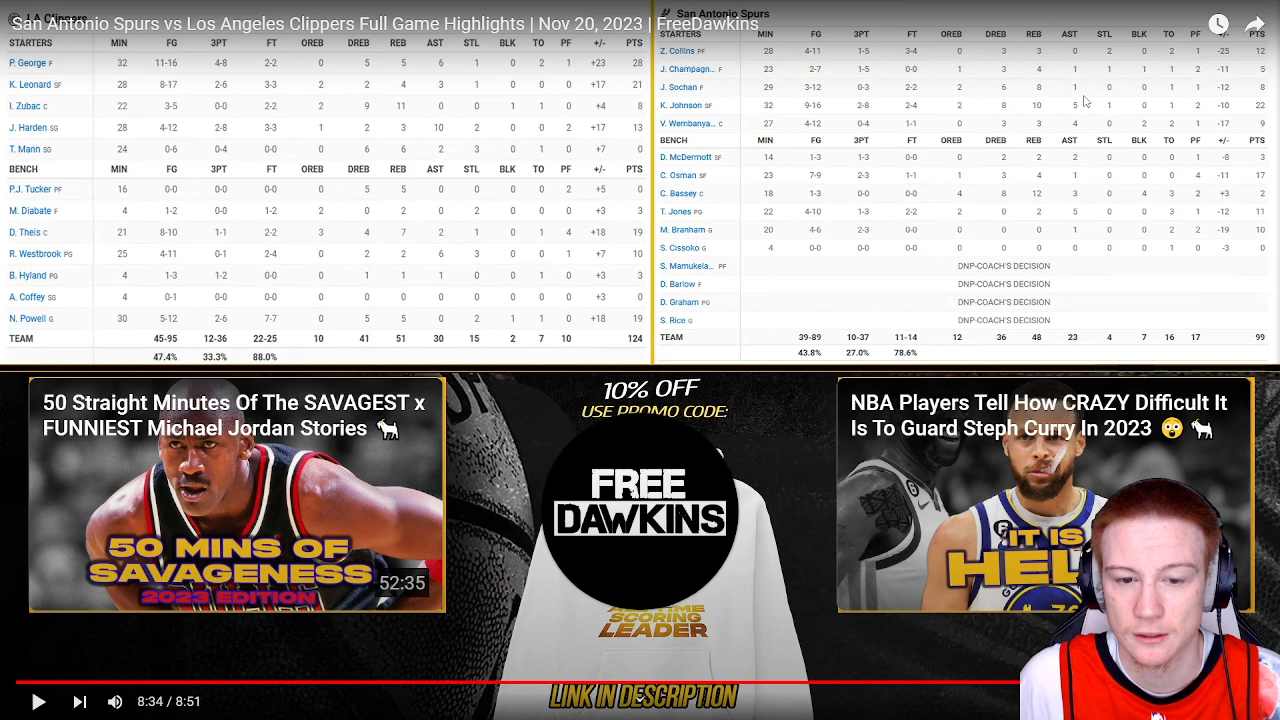 San Antonio Spurs vs Los Angeles Clippers Full Game Highlights | Nov 20, 2023 | FreeDawkins
San Antonio Spurs
STARTERS MIN FG 3PT FT OREB DREB REB AST STL BLK TO PF +/- PTS
P. George F 32 11-16 4-8 2-2 0 5 5 6 1 0 2 1 +23 28
K. Leonard SF 28 8-17 2-6 3-3 2 2 4 3 1 0 0 0 +17 21
I. Zubac C 22 3-5 0-0 2-2 2 9 11 0 0 1 1 0 +4 8
J. Harden SG 28 4-12 2-8 3-3 1 2 3 10 2 0 0 2 +17 13
T. Mann SG 24 0-6 0-4 0-0 0 6 6 2 3 0 1 0 +7 0
BENCH MIN FG 3PT FT OREB DREB REB AST STL BLK TO PF +/- PTS
P.J. Tucker PF 16 0-0 0-0 0-0 0 5 5 0 0 0 0 2 +5 0
M. Diabate F 4 1-2 0-0 1-2 2 0 2 0 2 0 0 0 +3 3
D. Theis C 21 8-10 1-1 2-2 3 4 7 2 1 0 1 4 +18 19
R. Westbrook PG 25 4-11 0-1 2-4 0 2 2 6 3 0 0 1 +7 10
B. Hyland PG 4 1-3 1-2 0-0 0 1 1 1 0 0 1 0 +3 3
A. Coffey SG 4 0-1 0-0 0-0 0 0 0 0 0 0 0 0 +3 0
N. Powell G 30 5-12 2-6 7-7 0 5 5 0 2 1 1 0 +18 19
TEAM 45-95 12-36 22-25 10 41 51 30 15 2 7 10 124
47.4% 33.3% 88.0%
STARTERS MIN FG 3PT FT OREB DREB REB AST STL BLK TO PF +/- PTS
Z. Collins PF 28 4-11 1-5 3-4 0 3 3 0 2 0 2 1 -25 12
J. Champagn... F 23 2-7 1-5 0-0 1 3 4 1 1 1 1 2 -11 5
J. Sochan F 29 3-12 0-3 2-2 2 6 8 1 0 0 1 1 -12 8
K. Johnson SF 32 9-16 2-8 2-4 2 8 10 5 1 0 1 2 -10 22
V. Wembanya... C 27 4-12 0-4 1-1 0 3 3 4 0 2 2 1 -17 9
BENCH MIN FG 3PT FT OREB DREB REB AST STL BLK TO PF +/- PTS
D. McDermott SF 14 1-3 1-3 0-0 0 2 2 2 0 0 0 1 -8 3
C. Osman SF 23 7-9 2-3 1-1 1 3 4 1 0 0 0 4 -11 17
C. Bassey C 18 1-3 0-0 0-0 4 8 12 3 0 4 3 2 +3 2
T. Jones PG 22 4-10 1-3 2-2 2 0 2 5 0 0 3 1 -12 11
M. Branham G 20 4-6 2-3 0-0 0 0 0 1 0 0 2 2 -19 10
S. Cissoko G 4 0-0 0-0 0-0 0 0 0 0 0 0 1 0 -3 0
S. Mamukela... PF DNP-COACH'S DECISION
D. Barlow F DNP-COACH'S DECISION
D. Graham PG DNP-COACH'S DECISION
S. Rice G DNP-COACH'S DECISION
TEAM 39-89 10-37 11-14 12 36 48 23 4 7 16 17 99
43.8% 27.0% 78.6%
50 Straight Minutes Of The SAVAGEST x
FUNNIEST Michael Jordan Stories 🐐
50 MINS OF
SAVAGENESS
2023 EDITION
52:35
10% OFF
USE PROMO CODE:
FREE
DAWKINS
ALL-TIME
SCORING
LEADER
LINK IN DESCRIPTION
NBA Players Tell How CRAZY Difficult It
Is To Guard Steph Curry In 2023 😲 🐐
IT IS
HEL
8:34 / 8:51